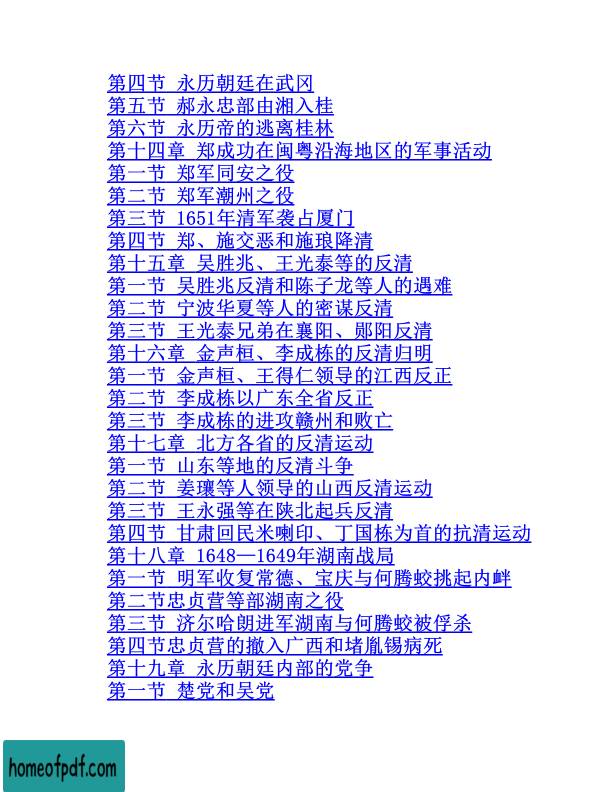 第四节 永历朝廷在武冈
第五节 郝永忠部由湘入桂
第六节 永历帝的逃离桂林
第十四章 郑成功在闽粤沿海地区的军事活动
第一节 郑军同安之役
第二节 郑军潮州之役
第三节 1651年清军袭占厦门
第四节 郑、施交恶和施琅降清
第十五章 吴胜兆、王光泰等的反清
第一节 吴胜兆反清和陈子龙等人的遇难
第二节 宁波华夏等人的密谋反清
第三节 王光泰兄弟在襄阳、郧阳反清
第十六章 金声桓、李成栋的反清归明
第一节 金声桓、王得仁领导的江西反正
第二节 李成栋以广东全省反正
第三节 李成栋的进攻赣州和败亡
第十七章 北方各省的反清运动
第一节 山东等地的反清斗争
第二节 姜瓖等人领导的山西反清运动
第三节 王永强等在陕北起兵反清
第四节 甘肃回民米喇印、丁国栋为首的抗清运动
第十八章 1648—1649年湖南战局
第一节 明军收复常德、宝庆与何腾蛟挑起内衅
第二节忠贞营等部湖南之役
第三节 济尔哈朗进军湖南与何腾蛟被俘杀
第四节忠贞营的撤入广西和堵胤锡病死
第十九章 永历朝廷内部的党争
第一节 楚党和吴党
homeofpdf.com